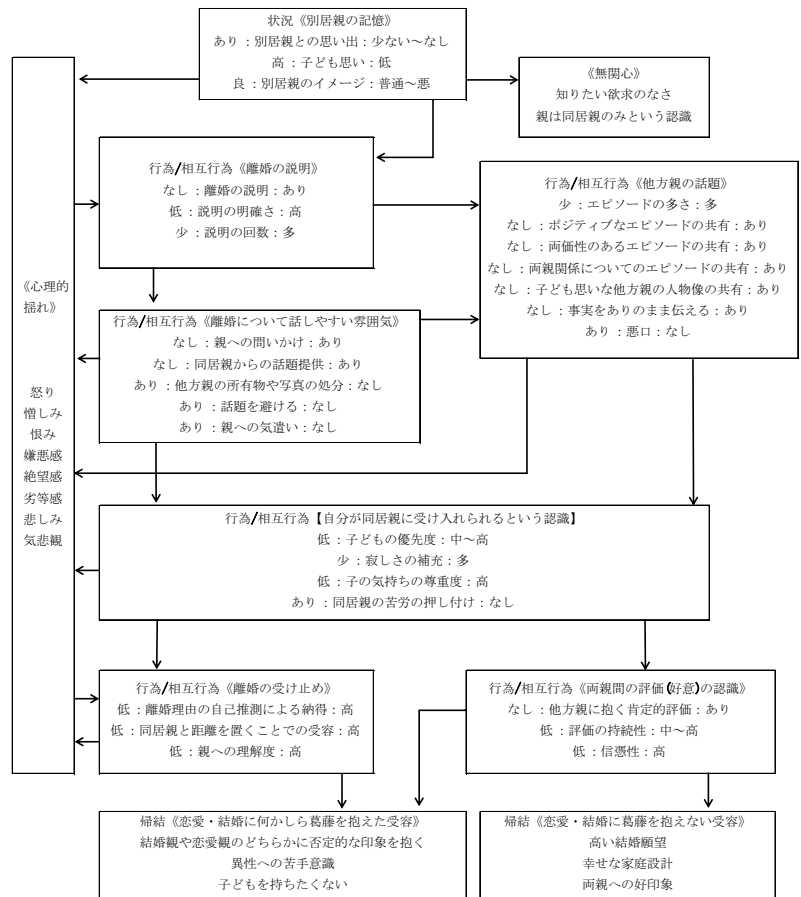 状況《別居親の記憶》
あり：別居親との思い出：少ない～なし
高：子ども思い：低
良：別居親のイメージ：普通～悪
《無関心》
知りたい欲求のなさ
親は同居親のみという認識
行為/相互行為《離婚の説明》
なし：離婚の説明：あり
低：説明の明確さ：高
少：説明の回数：多
行為/相互行為《他方親の話題》
少：エピソードの多さ：多
なし：ポジティブなエピソードの共有：あり
なし：両価性のあるエピソードの共有：あり
なし：両親関係についてのエピソードの共有：あり
なし：子ども思いな他方親の人物像の共有：あり
なし：事実をありのまま伝える：あり
あり：悪口：なし
《心理的
揺れ》
怒り
憎しみ
恨み
嫌悪感
絶望感
劣等感
悲しみ
気悲観
行為/相互行為《離婚について話しやすい雰囲気》
なし：親への問いかけ：あり
なし：同居親からの話題提供：あり
あり：他方親の所有物や写真の処分：なし
あり：話題を避ける：なし
あり：親への気遣い：なし
行為/相互行為【自分が同居親に受け入れられるという認識】
低：子どもの優先度：中～高
少：寂しさの補充：多
低：子の気持ちの尊重度：高
あり：同居親の苦労の押し付け：なし
行為/相互行為《離婚の受け止め》
低：離婚理由の自己推測による納得：高
低：同居親と距離を置くことでの受容：高
低：親への理解度：高
行為/相互行為《両親間の評価(好意)の認識》
なし：他方親に抱く肯定的評価：あり
低：評価の持続性：中～高
低：信憑性：高
帰結《恋愛・結婚に何かしら葛藤を抱えた受容》
結婚観や恋愛観のどちらかに否定的な印象を抱く
異性への苦手意識
子どもを持ちたくない
帰結《恋愛・結婚に葛藤を抱えない受容》
高い結婚願望
幸せな家庭設計
両親への好印象